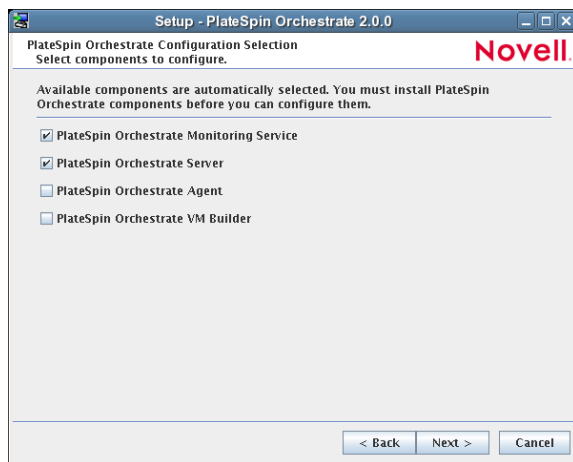 Setup - PlateSpin Orchestrate 2.0.0
PlateSpin Orchestrate Configuration Selection
Select components to configure.
Novell.
Available components are automatically selected. You must install PlateSpin
Orchestrate components before you can configure them.
PlateSpin Orchestrate Monitoring Service
PlateSpin Orchestrate Server
PlateSpin Orchestrate Agent
PlateSpin Orchestrate VM Builder
< Back Next > Cancel